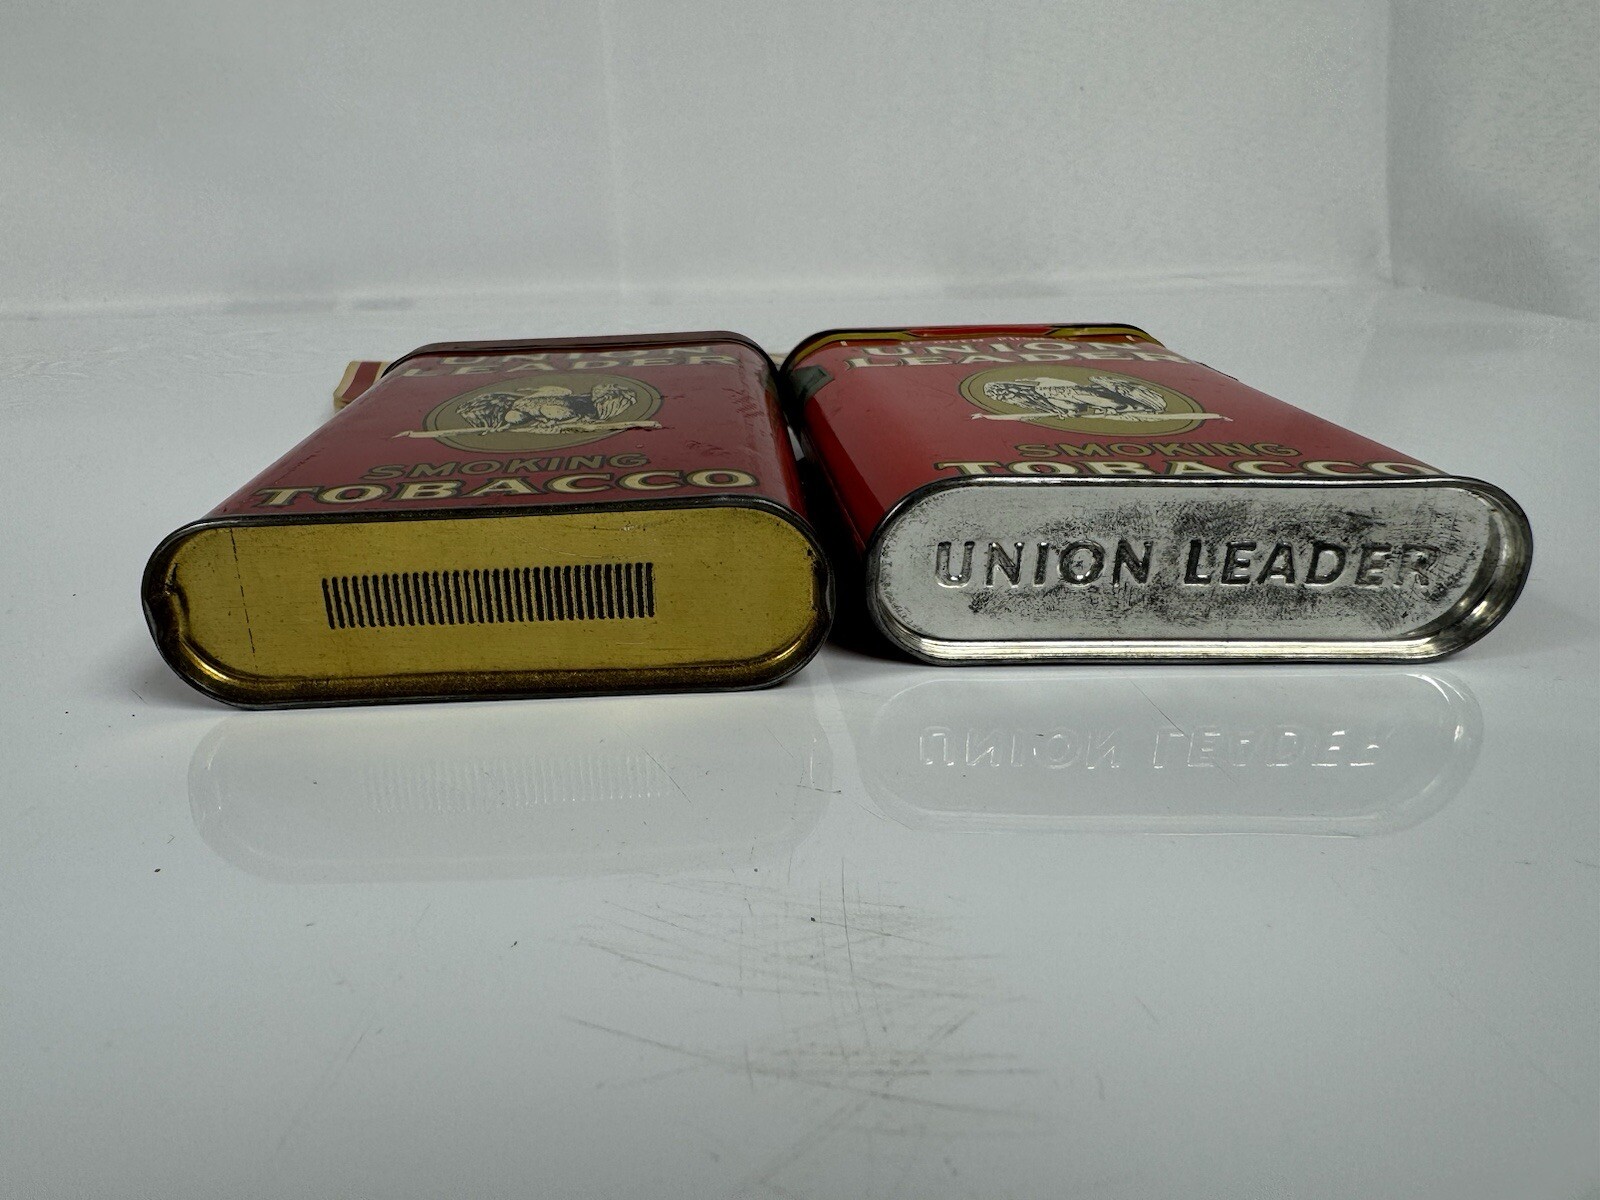 UNION
LEADER
SMOKING
TOBACCO
UNION
LEADER
SMOKING
TOBACCO
UNION LEADER